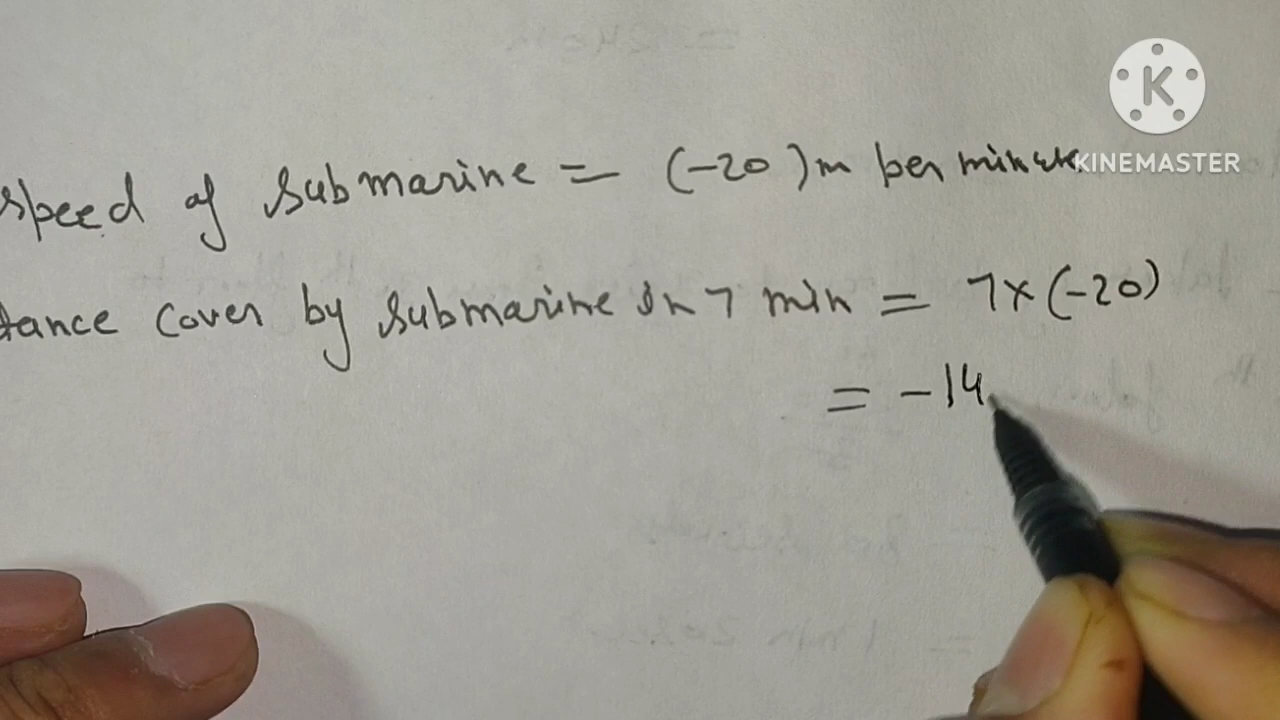 speed of submarine = (-20) m per minute
KINEMASTER
tance cover by submarine in 7 min = 7 × (-20)
= -14